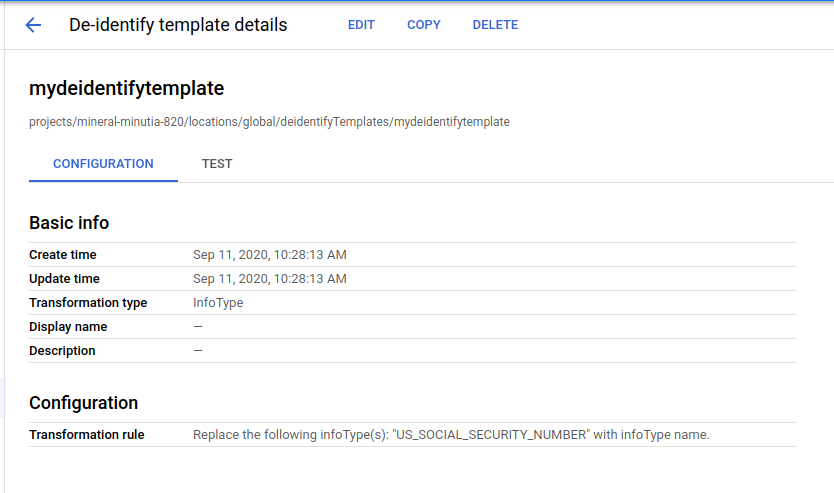 De-identify template details EDIT COPY DELETE
mydeidentifytemplate
projects/mineral-minutia-820/locations/global/deidentifyTemplates/mydeidentifytemplate
CONFIGURATION TEST
Basic info
Create time Sep 11, 2020, 10:28:13 AM
Update time Sep 11, 2020, 10:28:13 AM
Transformation type InfoType
Display name —
Description —
Configuration
Transformation rule Replace the following infoType(s): "US_SOCIAL_SECURITY_NUMBER" with infoType name.